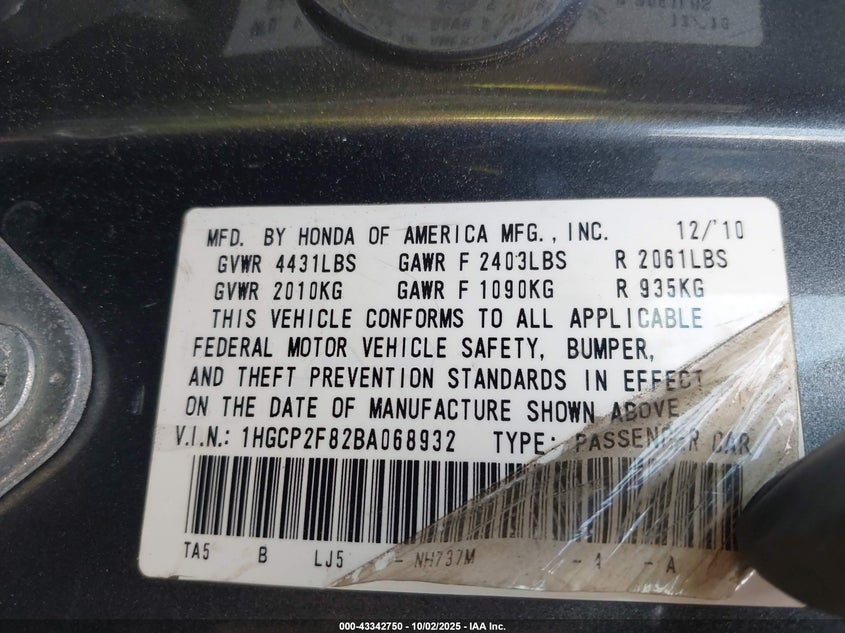 MFD. BY HONDA OF AMERICA MFG., INC. 12/'10
GVWR 4431LBS GAWR F 2403LBS R 2061LBS
GVWR 2010KG GAWR F 1090KG R 935KG
THIS VEHICLE CONFORMS TO ALL APPLICABLE
FEDERAL MOTOR VEHICLE SAFETY, BUMPER,
AND THEFT PREVENTION STANDARDS IN EFFECT
ON THE DATE OF MANUFACTURE SHOWN ABOVE
V.I.N.: 1HGCP2F82BA068932 TYPE: PASSENGER CAR
TA5 B LJ5 - NH737M - A - A
000-43342750 - 10/02/2025 - IAA Inc.